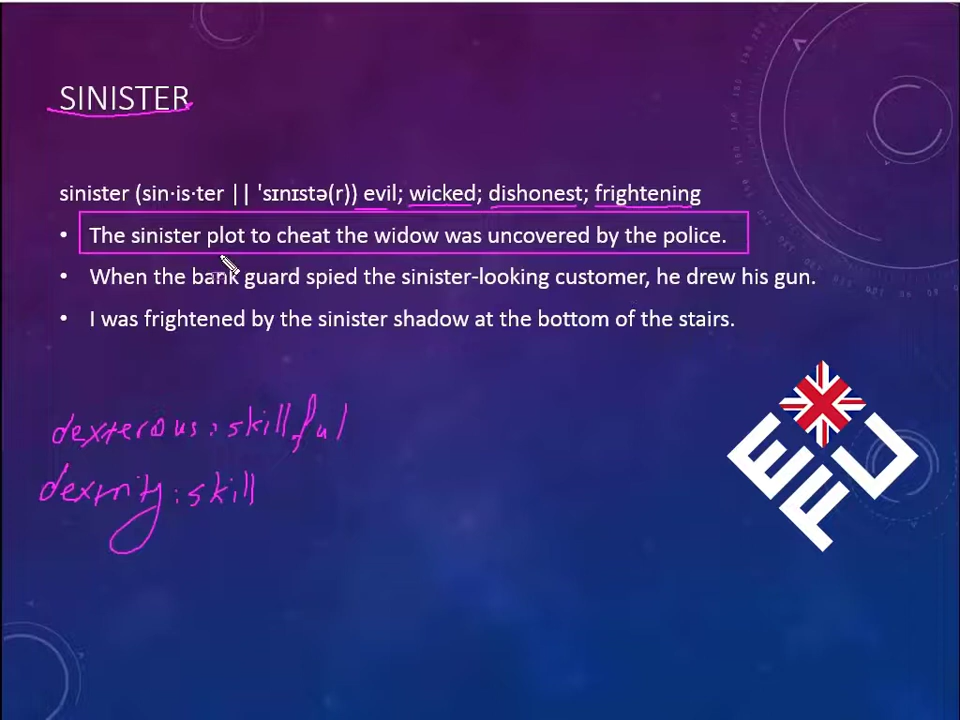 SINISTER
sinister (sin·is·ter || 'sɪnɪstə(r)) evil; wicked; dishonest; frightening
• The sinister plot to cheat the widow was uncovered by the police.
• When the bank guard spied the sinister-looking customer, he drew his gun.
• I was frightened by the sinister shadow at the bottom of the stairs.
dexterous : skillful
dexterity : skill
EFU